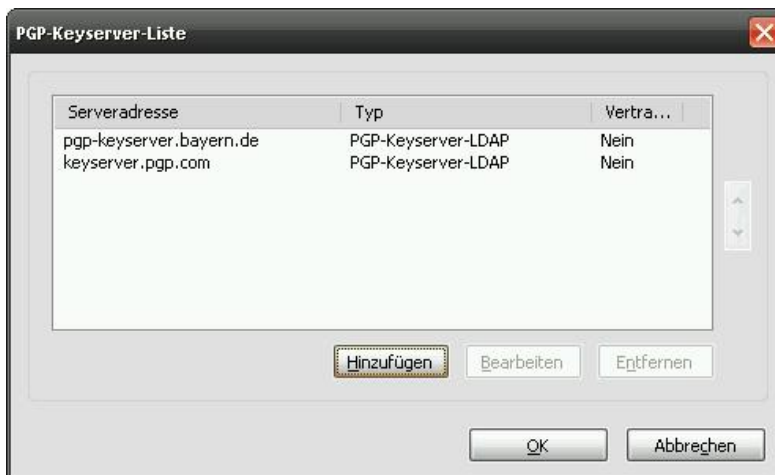 PGP-Keyserver-Liste
Serveradresse Typ Vertra...
pgp-keyserver.bayern.de PGP-Keyserver-LDAP Nein
keyserver.pgp.com PGP-Keyserver-LDAP Nein
Hinzufügen Bearbeiten Entfernen
OK Abbrechen